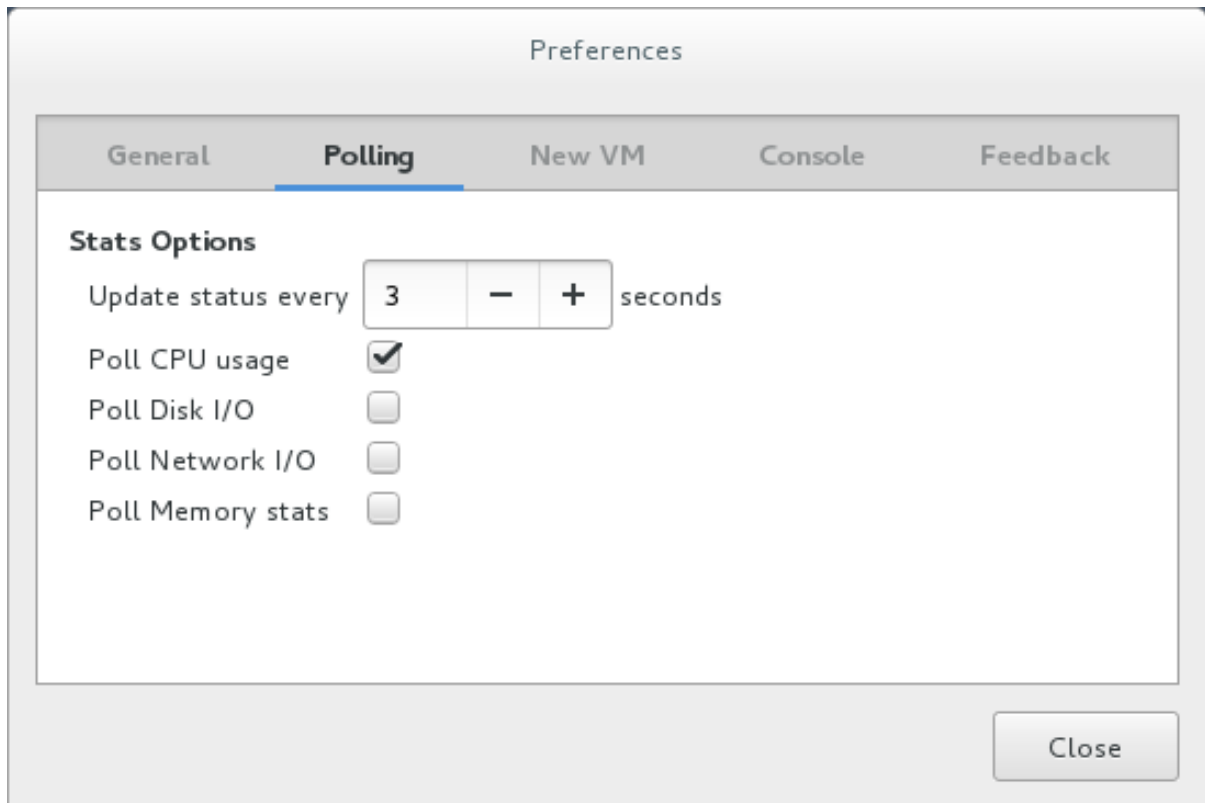 Preferences
General Polling New VM Console Feedback
Stats Options
Update status every 3 − + seconds
Poll CPU usage
Poll Disk I/O
Poll Network I/O
Poll Memory stats
Close